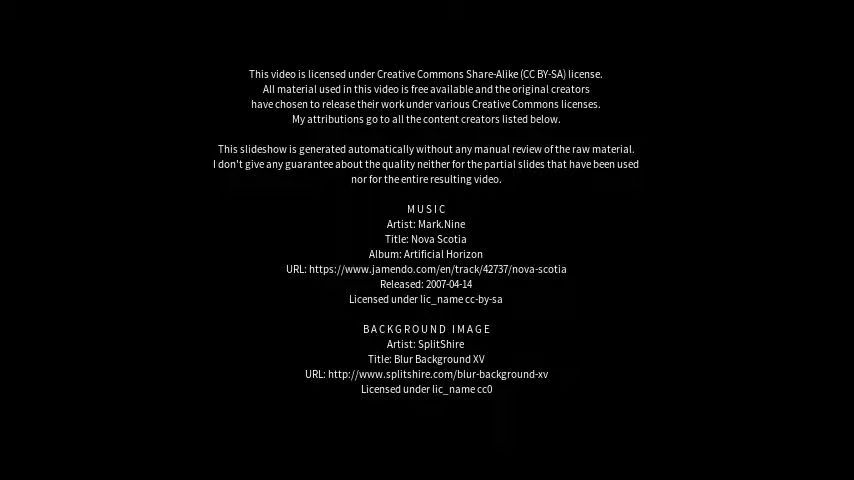 This video is licensed under Creative Commons Share-Alike (CC BY-SA) license.
All material used in this video is free available and the original creators
have chosen to release their work under various Creative Commons licenses.
My attributions go to all the content creators listed below.
This slideshow is generated automatically without any manual review of the raw material.
I don't give any guarantee about the quality neither for the partial slides that have been used
nor for the entire resulting video.
MUSIC
Artist: Mark.Nine
Title: Nova Scotia
Album: Artificial Horizon
URL: https://www.jamendo.com/en/track/42737/nova-scotia
Released: 2007-04-14
Licensed under lic_name cc-by-sa
BACKGROUND IMAGE
Artist: SplitShire
Title: Blur Background XV
URL: http://www.splitshire.com/blur-background-xv
Licensed under lic_name cc0